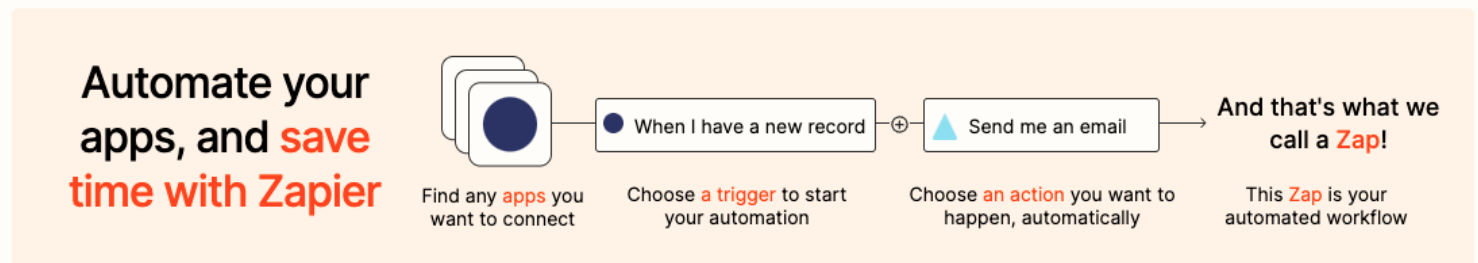 Automate your
apps, and save
time with Zapier
Find any apps you
want to connect
When I have a new record
Choose a trigger to start
your automation
Send me an email
Choose an action you want to
happen, automatically
And that's what we
call a Zap!
This Zap is your
automated workflow